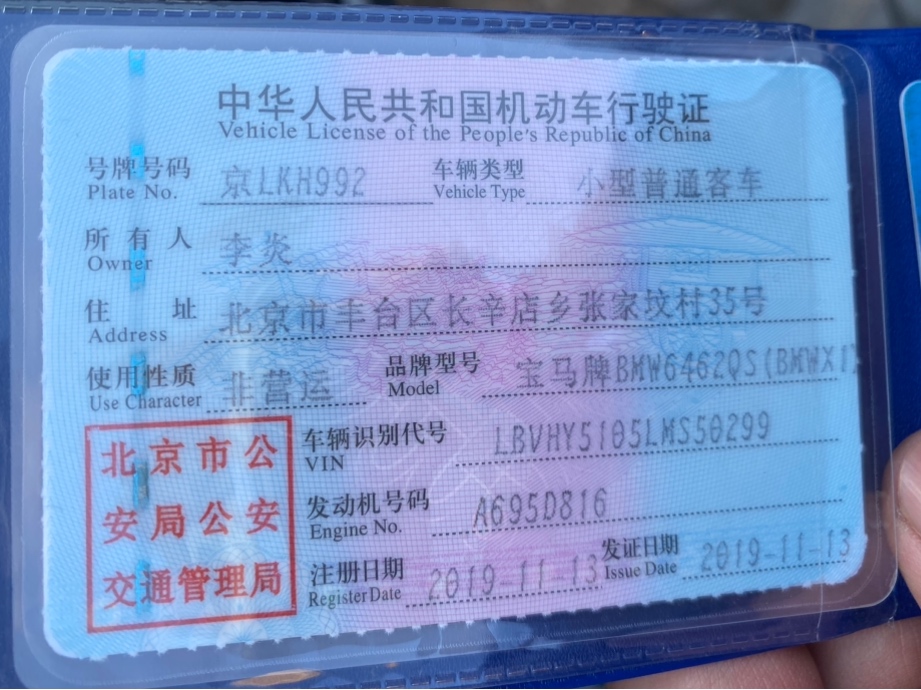 中华人民共和国机动车行驶证
Vehicle License of the People's Republic of China
号牌号码 京LKH992 车辆类型 小型普通客车
Plate No. Vehicle Type
所有人 李炎
Owner
住址 北京市丰台区长辛店乡张家坟村35号
Address
使用性质 非营运 品牌型号 宝马牌BMW6462QS(BMWX1)
Use Character Model
北京市公
安局公安
交通管理局
车辆识别代号 LBVHY5105LMS50299
VIN
发动机号码 A695D816
Engine No.
注册日期 2019-11-13 发证日期 2019-11-13
Register Date Issue Date